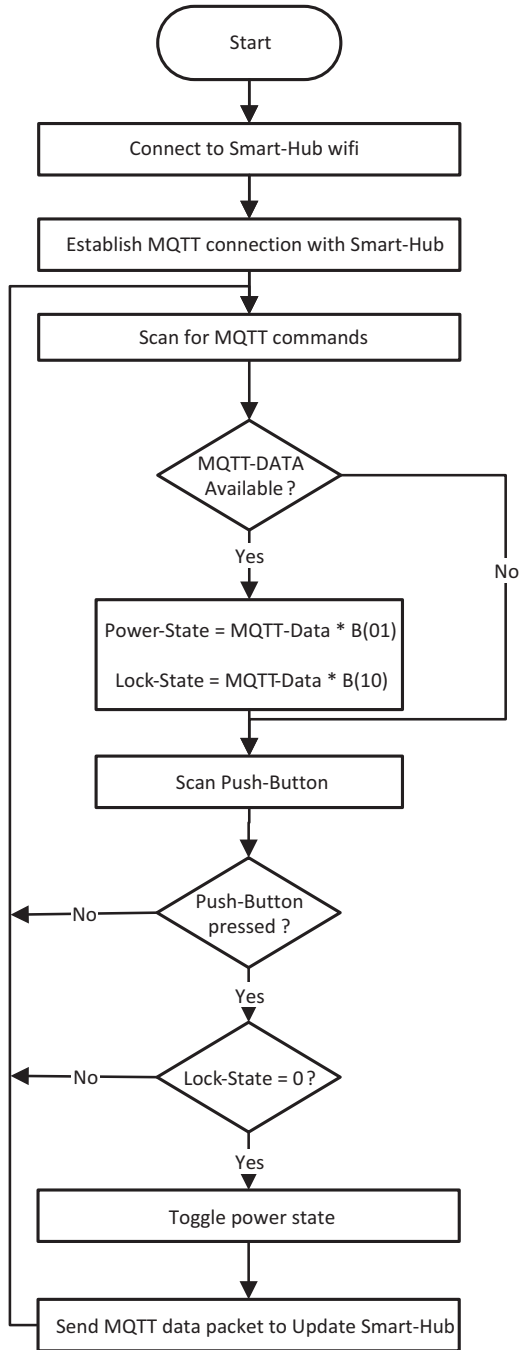 Start
Connect to Smart-Hub wifi
Establish MQTT connection with Smart-Hub
Scan for MQTT commands
MQTT-DATA
Available ?
Yes
No
Power-State = MQTT-Data * B(01)
Lock-State = MQTT-Data * B(10)
Scan Push-Button
Push-Button
pressed ?
No
Yes
Lock-State = 0 ?
No
Yes
Toggle power state
Send MQTT data packet to Update Smart-Hub